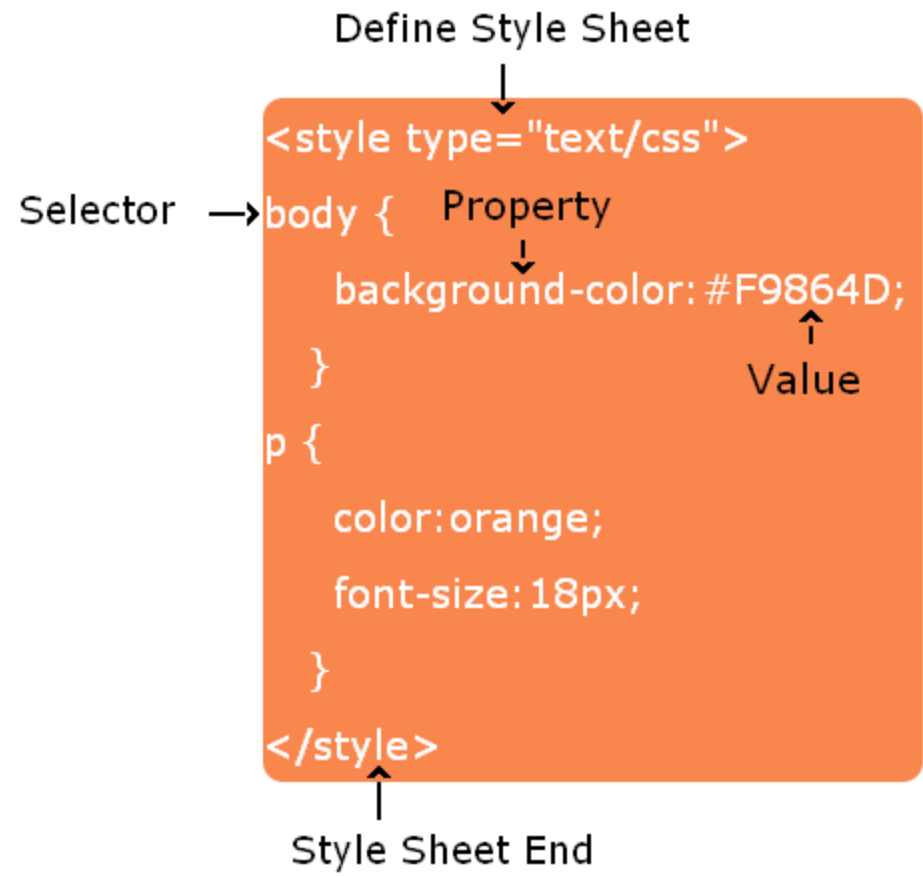 Define Style Sheet
<style type="text/css">
Selector body {
Property
background-color: #F9864D;
}
Value
p {
color:orange;
font-size:18px;
}
</style>
Style Sheet End